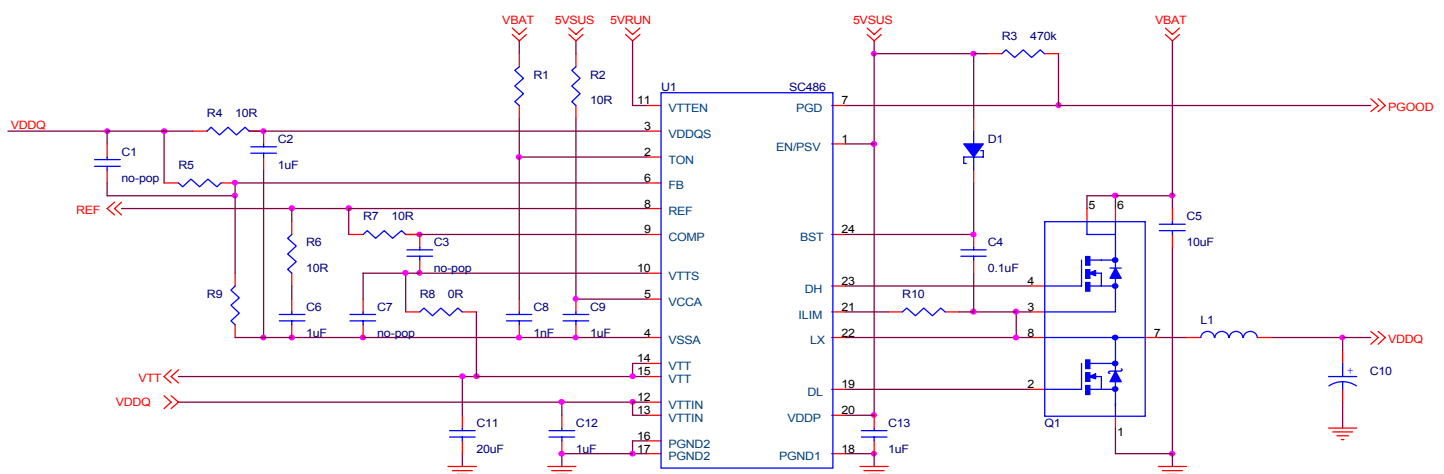 VBAT 5VSUS 5VRUN 5VSUS VBAT
R3 470k
R1 R2
10R
U1 SC486
11 VTTEN PGD 7 PGOOD
R4 10R
VDDQ 3 VDDQS
C1 C2
1uF
EN/PSV 1
D1
2 TON
R5
no-pop
6 FB
5 6
REF 8 REF
R7 10R
C5
10uF
9 COMP BST 24
R6
10R
C3
no-pop
C4
0.1uF
10 VTTS
DH 23 4
R9
R8 0R
5 VCCA
R10
C6
1uF
C7
no-pop
C8
1nF
C9
1uF
ILIM 21 3
L1
4 VSSA LX 22 8 7 VDDQ
14 VTT
VTT 15 VTT
C10
+
DL 19 2
VDDQ 12 VTTIN
13 VTTIN
VDDP 20
Q1
1
C11
20uF
C12
1uF
C13
1uF
16 PGND2
17 PGND2 PGND1 18